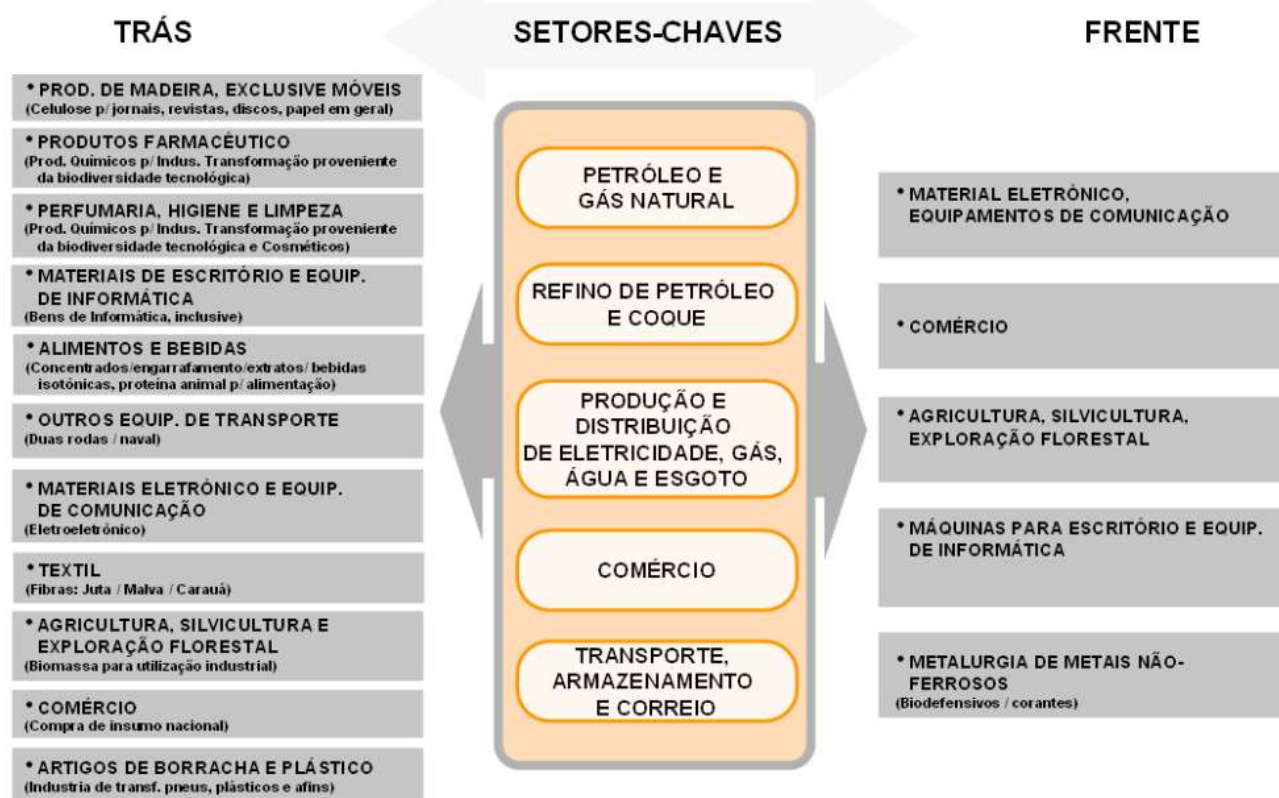 TRÁS
SETORES-CHAVES
FRENTE
* PROD. DE MADEIRA, EXCLUSIVE MÓVEIS
(Celulose p/ jornais, revistas, discos, papel em geral)
* PRODUTOS FARMACÊUTICO
(Prod. Químicos p/ Indus. Transformação proveniente
da biodiversidade tecnológica)
* PERFUMARIA, HIGIENE E LIMPEZA
(Prod. Químicos p/ Indus. Transformação proveniente
da biodiversidade tecnológica e Cosméticos)
* MATERIAIS DE ESCRITÓRIO E EQUIP.
DE INFORMÁTICA
(Bens de Informática, inclusive)
* ALIMENTOS E BEBIDAS
(Concentrados/engarrafamento/extratos/ bebidas
isotônicas, proteína animal p/ alimentação)
* OUTROS EQUIP. DE TRANSPORTE
(Duas rodas / naval)
* MATERIAIS ELETRÔNICO E EQUIP.
DE COMUNICAÇÃO
(Eletroeletrônico)
* TEXTIL
(Fibras: Juta / Malva / Carauá)
* AGRICULTURA, SILVICULTURA E
EXPLORAÇÃO FLORESTAL
(Biomassa para utilização industrial)
* COMÉRCIO
(Compra de insumo nacional)
* ARTIGOS DE BORRACHA E PLÁSTICO
(Industria de transf. pneus, plásticos e afins)
PETRÓLEO E
GÁS NATURAL
REFINO DE PETRÓLEO
E COQUE
PRODUÇÃO E
DISTRIBUIÇÃO
DE ELETRICIDADE, GÁS,
ÁGUA E ESGOTO
COMÉRCIO
TRANSPORTE,
ARMAZENAMENTO
E CORREIO
* MATERIAL ELETRÔNICO,
EQUIPAMENTOS DE COMUNICAÇÃO
* COMÉRCIO
* AGRICULTURA, SILVICULTURA,
EXPLORAÇÃO FLORESTAL
* MÁQUINAS PARA ESCRITÓRIO E EQUIP.
DE INFORMÁTICA
* METALURGIA DE METAIS NÃO-
FERROSOS
(Biodefensivos / corantes)